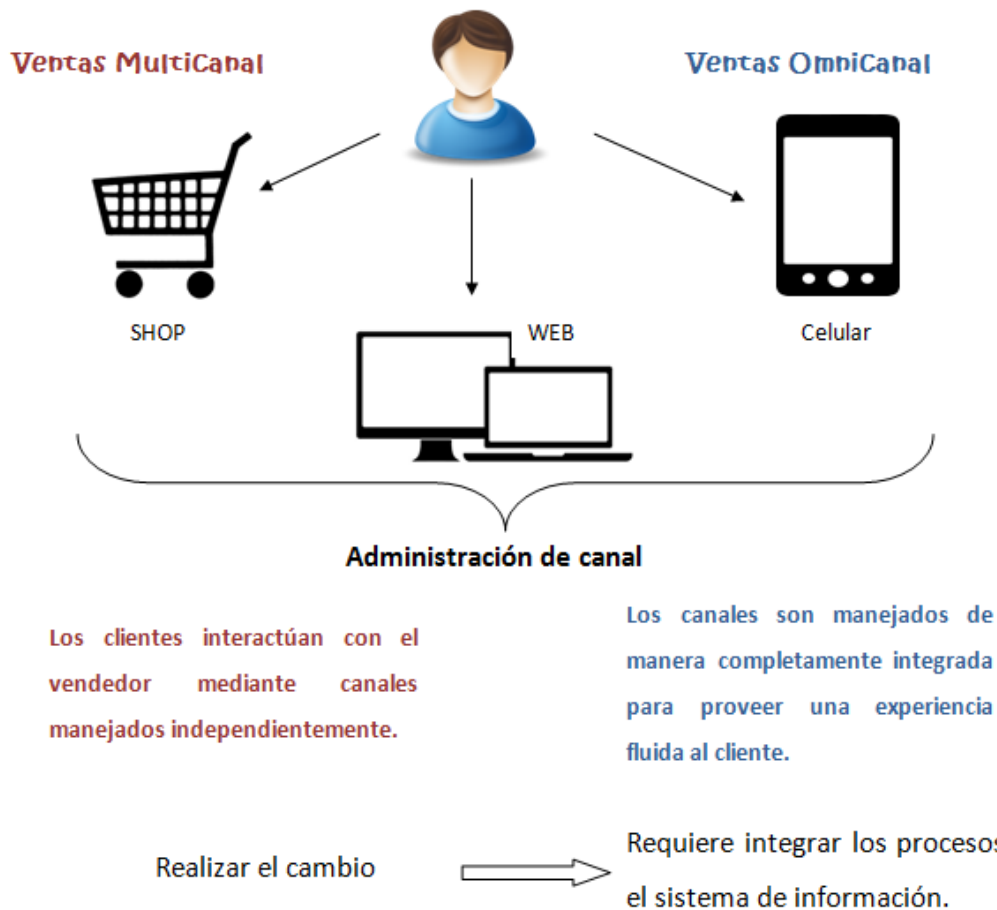 Ventas MultiCanal
Ventas OmniCanal
SHOP
WEB
Celular
Administración de canal
Los clientes interactúan con el
vendedor mediante canales
manejados independientemente.
Los canales son manejados de
manera completamente integrada
para proveer una experiencia
fluida al cliente.
Realizar el cambio
Requiere integrar los procesos
el sistema de información.